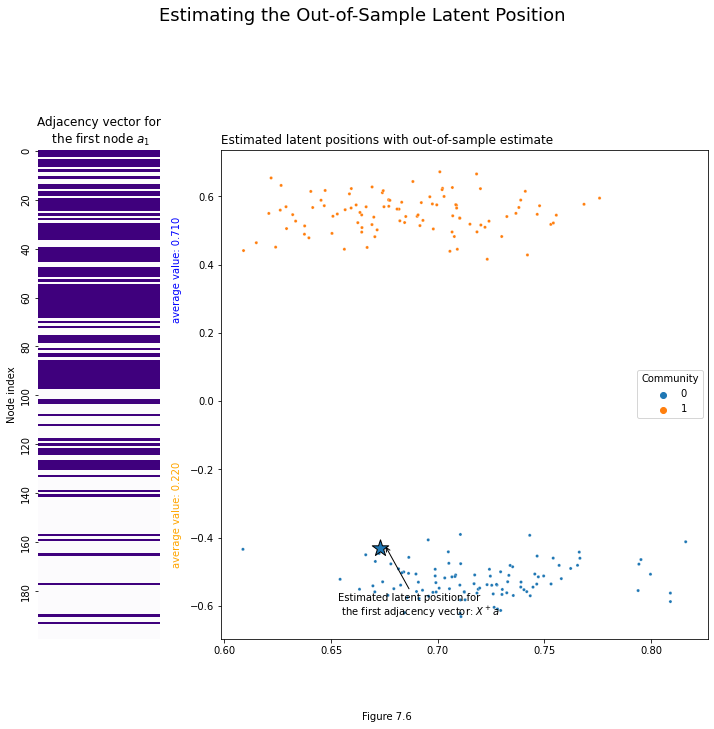 Estimating the Out-of-Sample Latent Position
Adjacency vector for
the first node a₁
0
20
40
60
80
100
120
140
160
180
Node index
average value: 0.710
average value: 0.220
Estimated latent positions with out-of-sample estimate
0.6
0.4
0.2
0.0
−0.2
−0.4
−0.6
0.60
0.65
0.70
0.75
0.80
Community
0
1
Estimated latent position for
the first adjacency vector: X⁺a
Figure 7.6